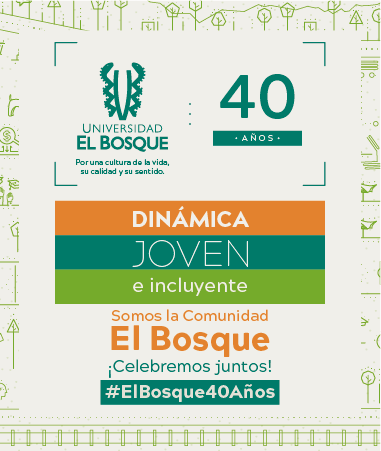 UNIVERSIDAD
EL BOSQUE
Por una cultura de la vida,
su calidad y su sentido.
40
· AÑOS ·
DINÁMICA
JOVEN
e incluyente
Somos la Comunidad
El Bosque
¡Celebremos juntos!
#ElBosque40Años